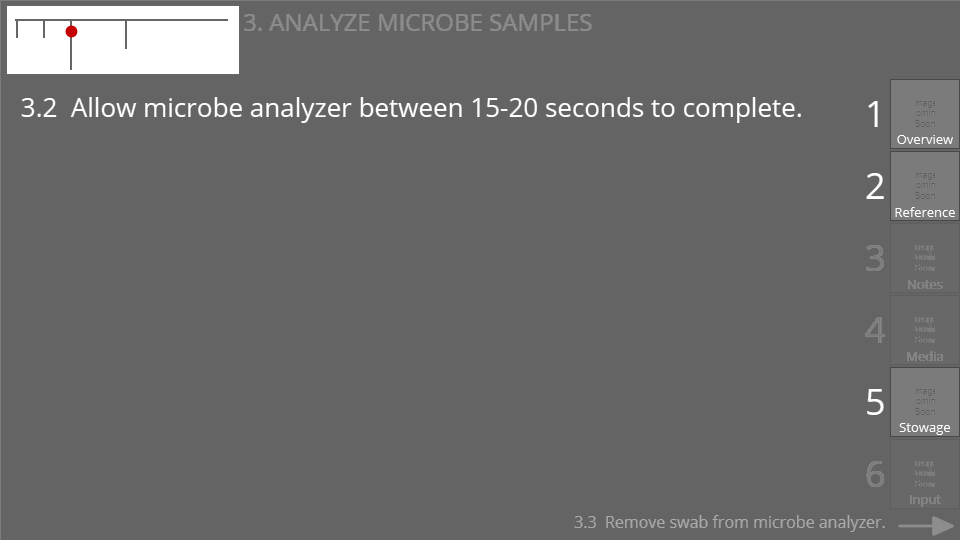 3. ANALYZE MICROBE SAMPLES
3.2 Allow microbe analyzer between 15-20 seconds to complete.
1
Overview
2
Reference
3
Notes
4
Media
5
Stowage
6
Input
3.3 Remove swab from microbe analyzer.